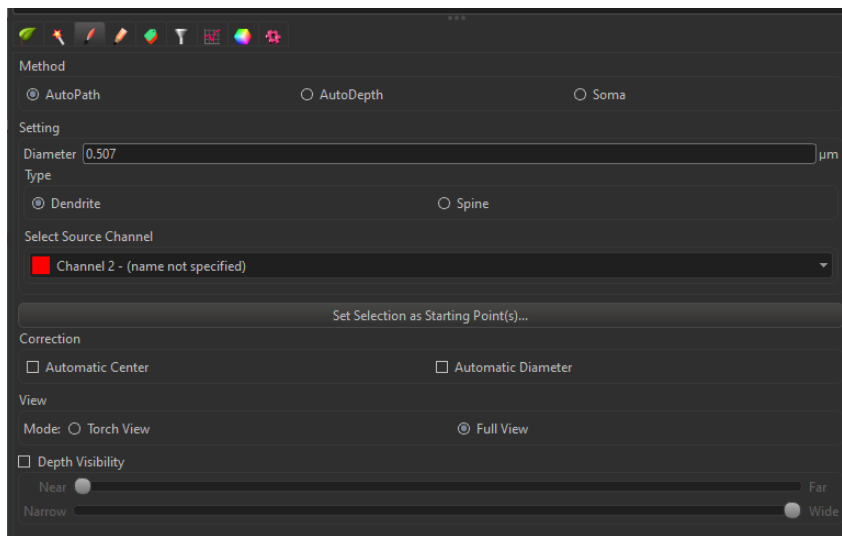 Method
AutoPath AutoDepth Soma
Setting
Diameter 0.507 µm
Type
Dendrite Spine
Select Source Channel
Channel 2 - (name not specified)
Set Selection as Starting Point(s)...
Correction
Automatic Center Automatic Diameter
View
Mode: Torch View Full View
Depth Visibility
Near Far
Narrow Wide